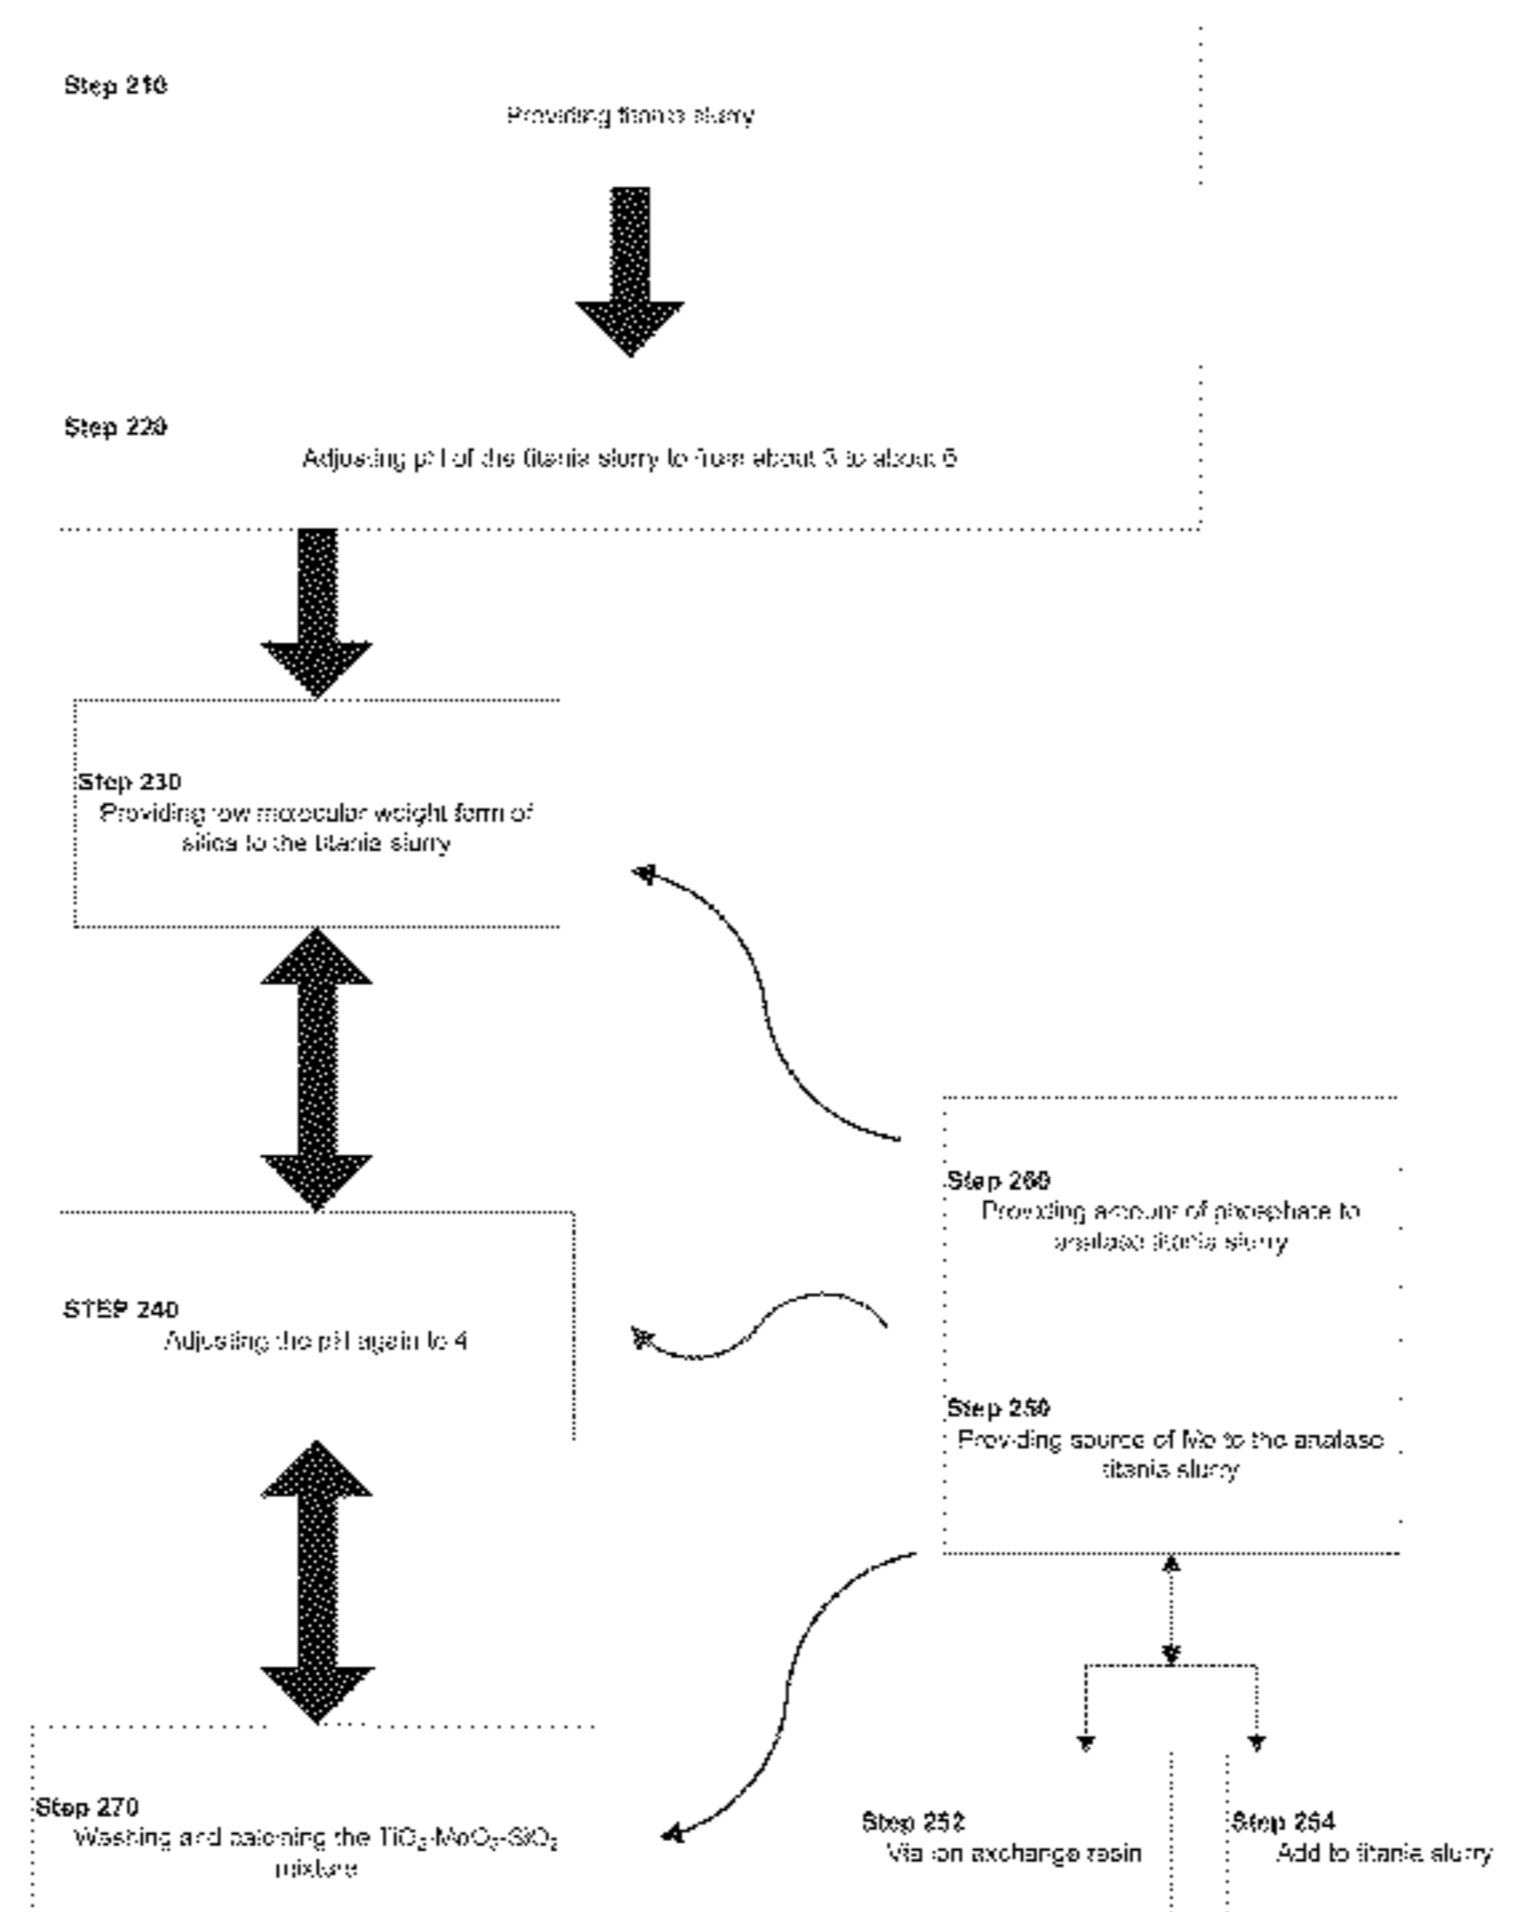 Step 210
Providing titania slurry
Step 220
Adjusting pH of the titania slurry to from about 3 to about 6
Step 230
Providing low molecular weight form of
silica to the titania slurry
Step 260
Providing amount of phosphate to
anatase titania slurry
STEP 240
Adjusting the pH again to 4
Step 250
Providing source of Mo to the anatase
titania slurry
Step 270
Washing and calcining the TiO₂-MoO₃-SiO₂
mixture
Step 252
Via ion exchange resin
Step 254
Add to titania slurry